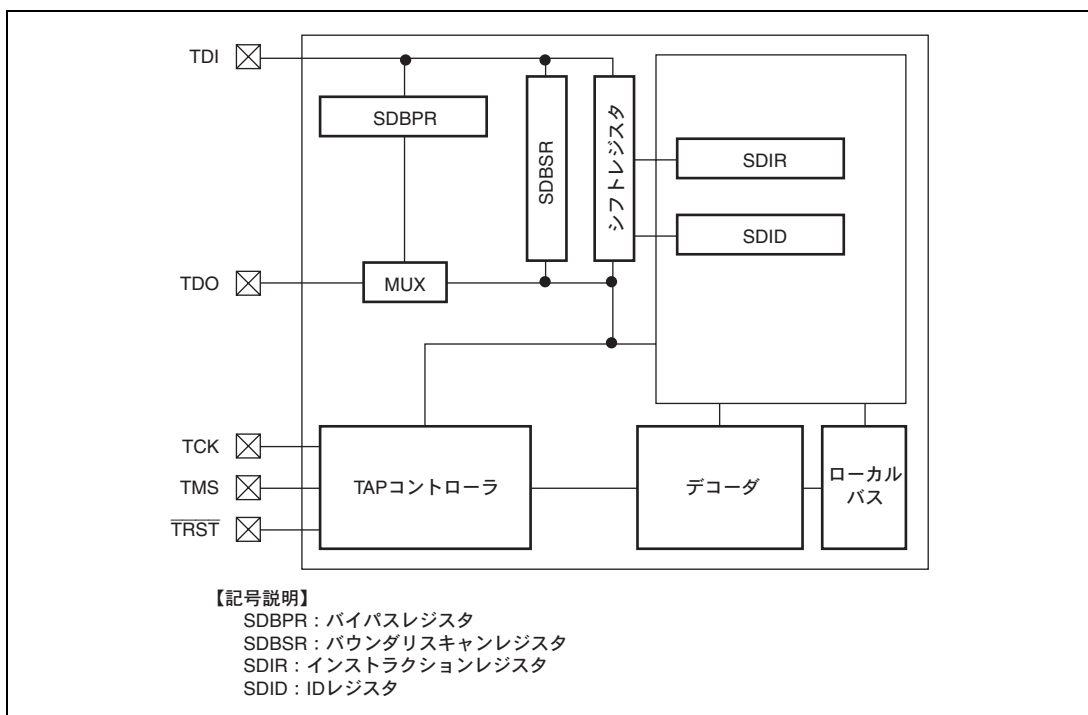 TDI
SDBPR
SDBSR
シフトレジスタ
SDIR
SDID
TDO
MUX
TCK
TMS
TRST
TAPコントローラ
デコーダ
ローカル
バス
【記号説明】
SDBPR：バイパスレジスタ
SDBSR：バウンダリスキャンレジスタ
SDIR：インストラクションレジスタ
SDID：IDレジスタ